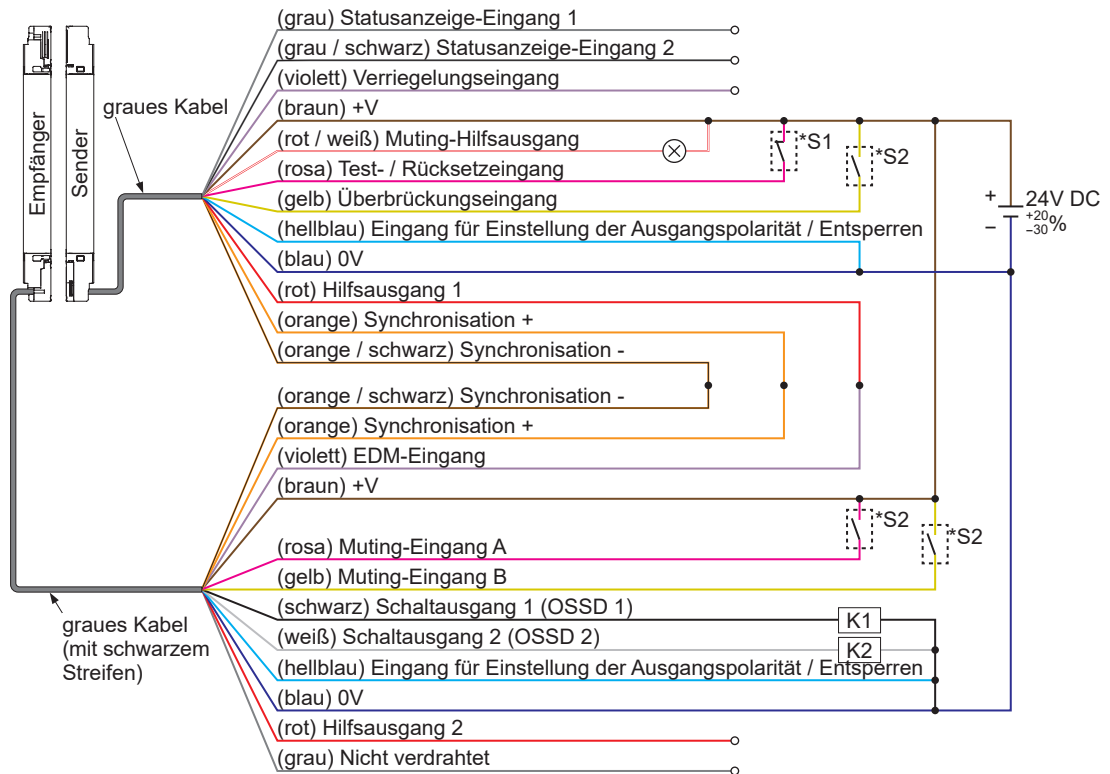 (grau) Statusanzeige-Eingang 1
(grau / schwarz) Statusanzeige-Eingang 2
(violett) Verriegelungseingang
(braun) +V
(rot / weiß) Muting-Hilfsausgang
(rosa) Test- / Rücksetzeingang
(gelb) Überbrückungseingang
(hellblau) Eingang für Einstellung der Ausgangspolarität / Entsperren
(blau) 0V
(rot) Hilfsausgang 1
(orange) Synchronisation +
(orange / schwarz) Synchronisation -
graues Kabel
Empfänger
Sender
*S1
*S2
+
24V DC
+20
–30 %
–
(orange / schwarz) Synchronisation -
(orange) Synchronisation +
(violett) EDM-Eingang
(braun) +V
*S2
*S2
(rosa) Muting-Eingang A
(gelb) Muting-Eingang B
(schwarz) Schaltausgang 1 (OSSD 1)
K1
(weiß) Schaltausgang 2 (OSSD 2)
K2
(hellblau) Eingang für Einstellung der Ausgangspolarität / Entsperren
(blau) 0V
(rot) Hilfsausgang 2
(grau) Nicht verdrahtet
graues Kabel
(mit schwarzem
Streifen)